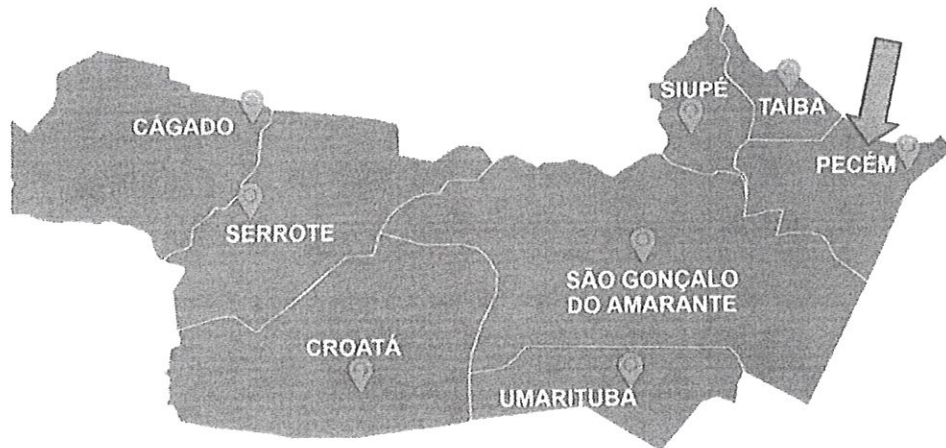 SIUPÉ
TAIBA
CÁGADO
PECÉM
SERROTE
SÃO GONÇALO
DO AMARANTE
CROATÁ
UMARITUBA